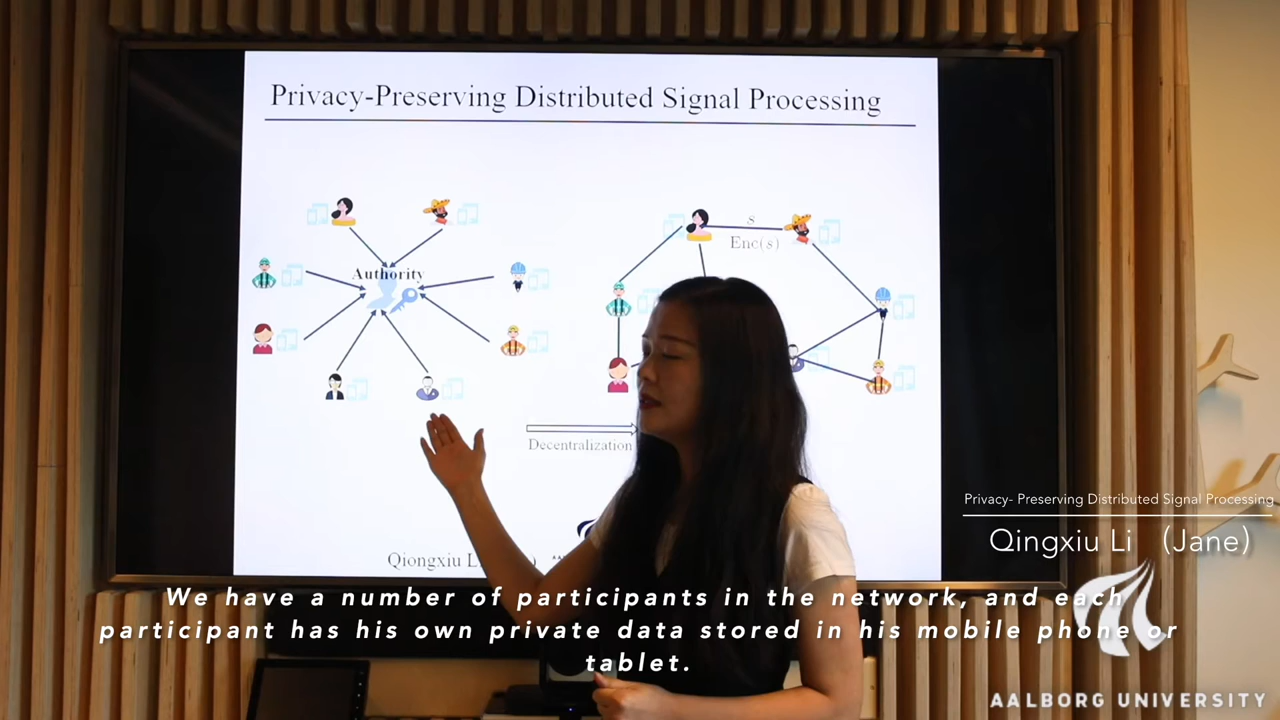 Privacy-Preserving Distributed Signal Processing
s
Enc(s)
Authority
Decentralization
Qiongxiu L
Privacy- Preserving Distributed Signal Processing
Qingxiu Li (Jane)
We have a number of participants in the network, and each
participant has his own private data stored in his mobile phone or
tablet.
AALBORG UNIVERSITY